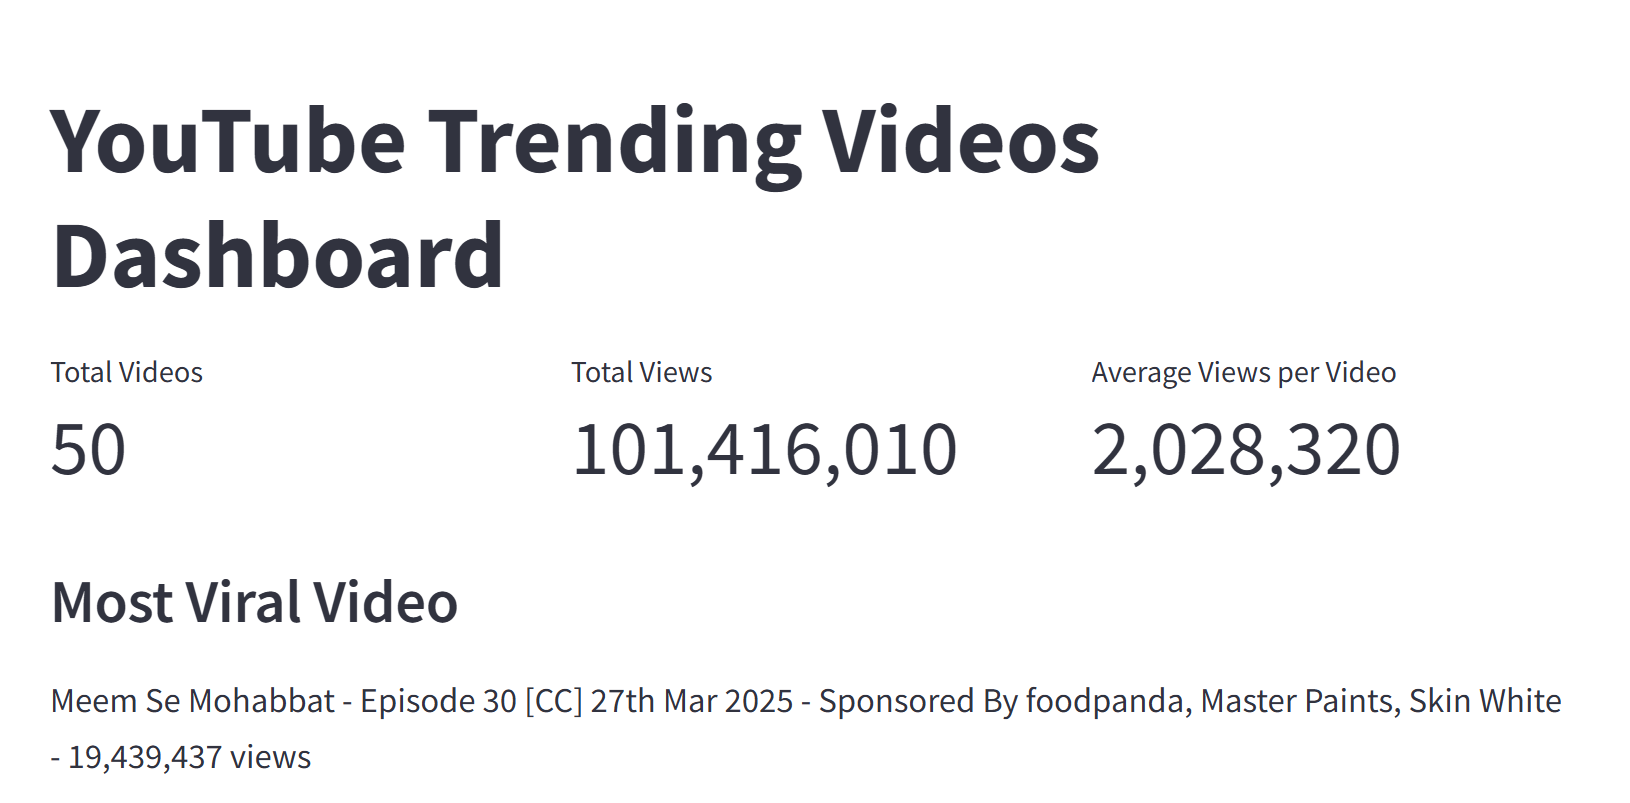 YouTube Trending Videos
Dashboard
Total Videos
Total Views
Average Views per Video
50
101,416,010
2,028,320
Most Viral Video
Meem Se Mohabbat - Episode 30 [CC] 27th Mar 2025 - Sponsored By foodpanda, Master Paints, Skin White
- 19,439,437 views